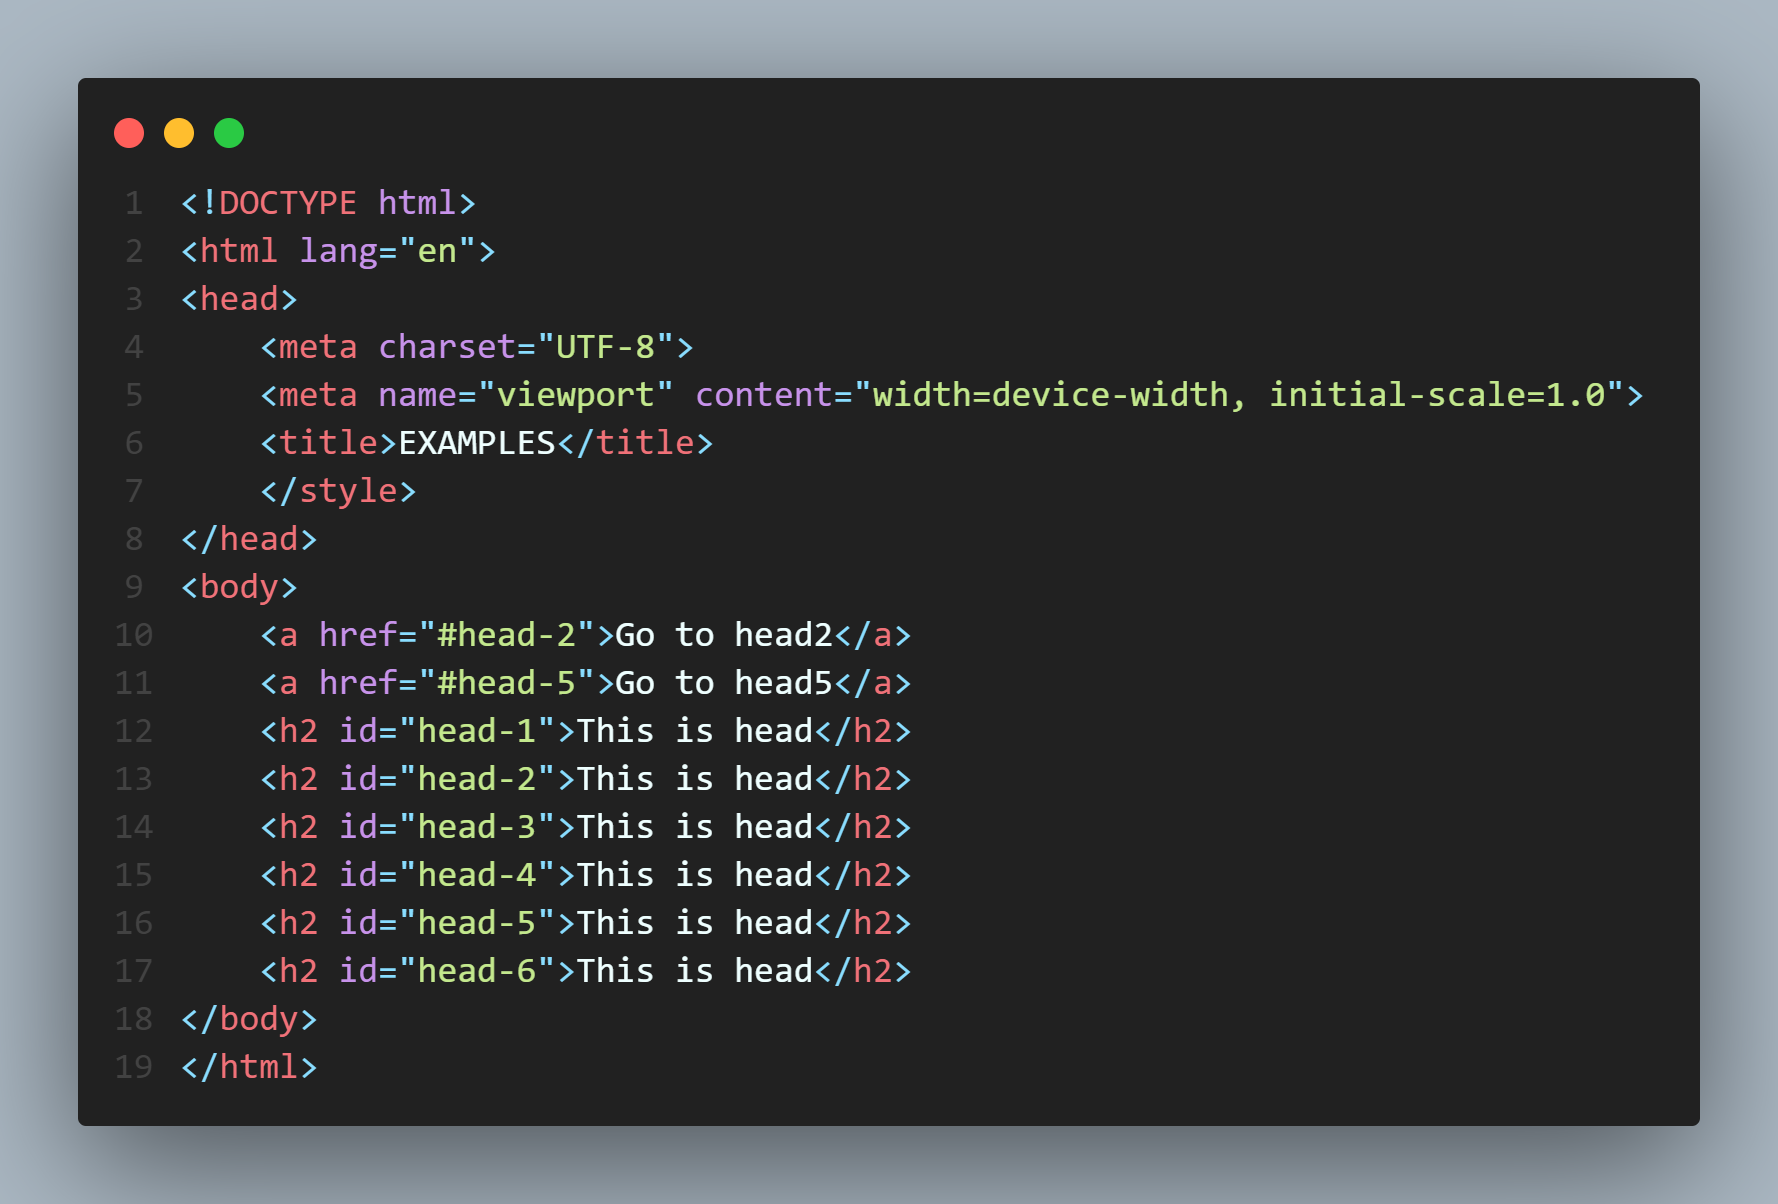 1 <!DOCTYPE html>
2 <html lang="en">
3 <head>
4     <meta charset="UTF-8">
5     <meta name="viewport" content="width=device-width, initial-scale=1.0">
6     <title>EXAMPLES</title>
7     </style>
8 </head>
9 <body>
10     <a href="#head-2">Go to head2</a>
11     <a href="#head-5">Go to head5</a>
12     <h2 id="head-1">This is head</h2>
13     <h2 id="head-2">This is head</h2>
14     <h2 id="head-3">This is head</h2>
15     <h2 id="head-4">This is head</h2>
16     <h2 id="head-5">This is head</h2>
17     <h2 id="head-6">This is head</h2>
18 </body>
19 </html>